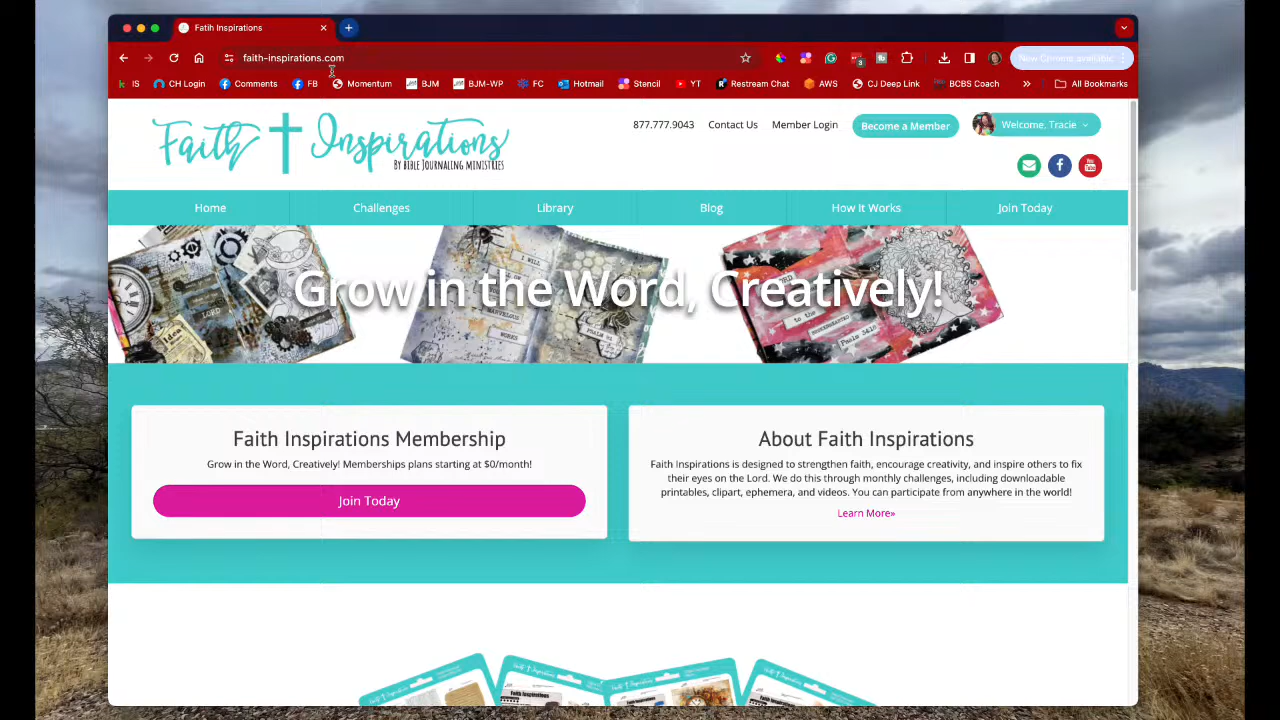 Fatih Inspirations
faith-inspirations.com
New Chrome available
IS CH Login Comments FB Momentum BJM BJM-WP FC Hotmail Stencil YT Restream Chat AWS CJ Deep Link BCBS Coach » All Bookmarks
Faith Inspirations
BY BIBLE JOURNALING MINISTRIES
877.777.9043 Contact Us Member Login Become a Member Welcome, Tracie
Home Challenges Library Blog How It Works Join Today
Grow in the Word, Creatively!
Faith Inspirations Membership
Grow in the Word, Creatively! Memberships plans starting at $0/month!
Join Today
About Faith Inspirations
Faith Inspirations is designed to strengthen faith, encourage creativity, and inspire others to fix
their eyes on the Lord. We do this through monthly challenges, including downloadable
printables, clipart, ephemera, and videos. You can participate from anywhere in the world!
Learn More»